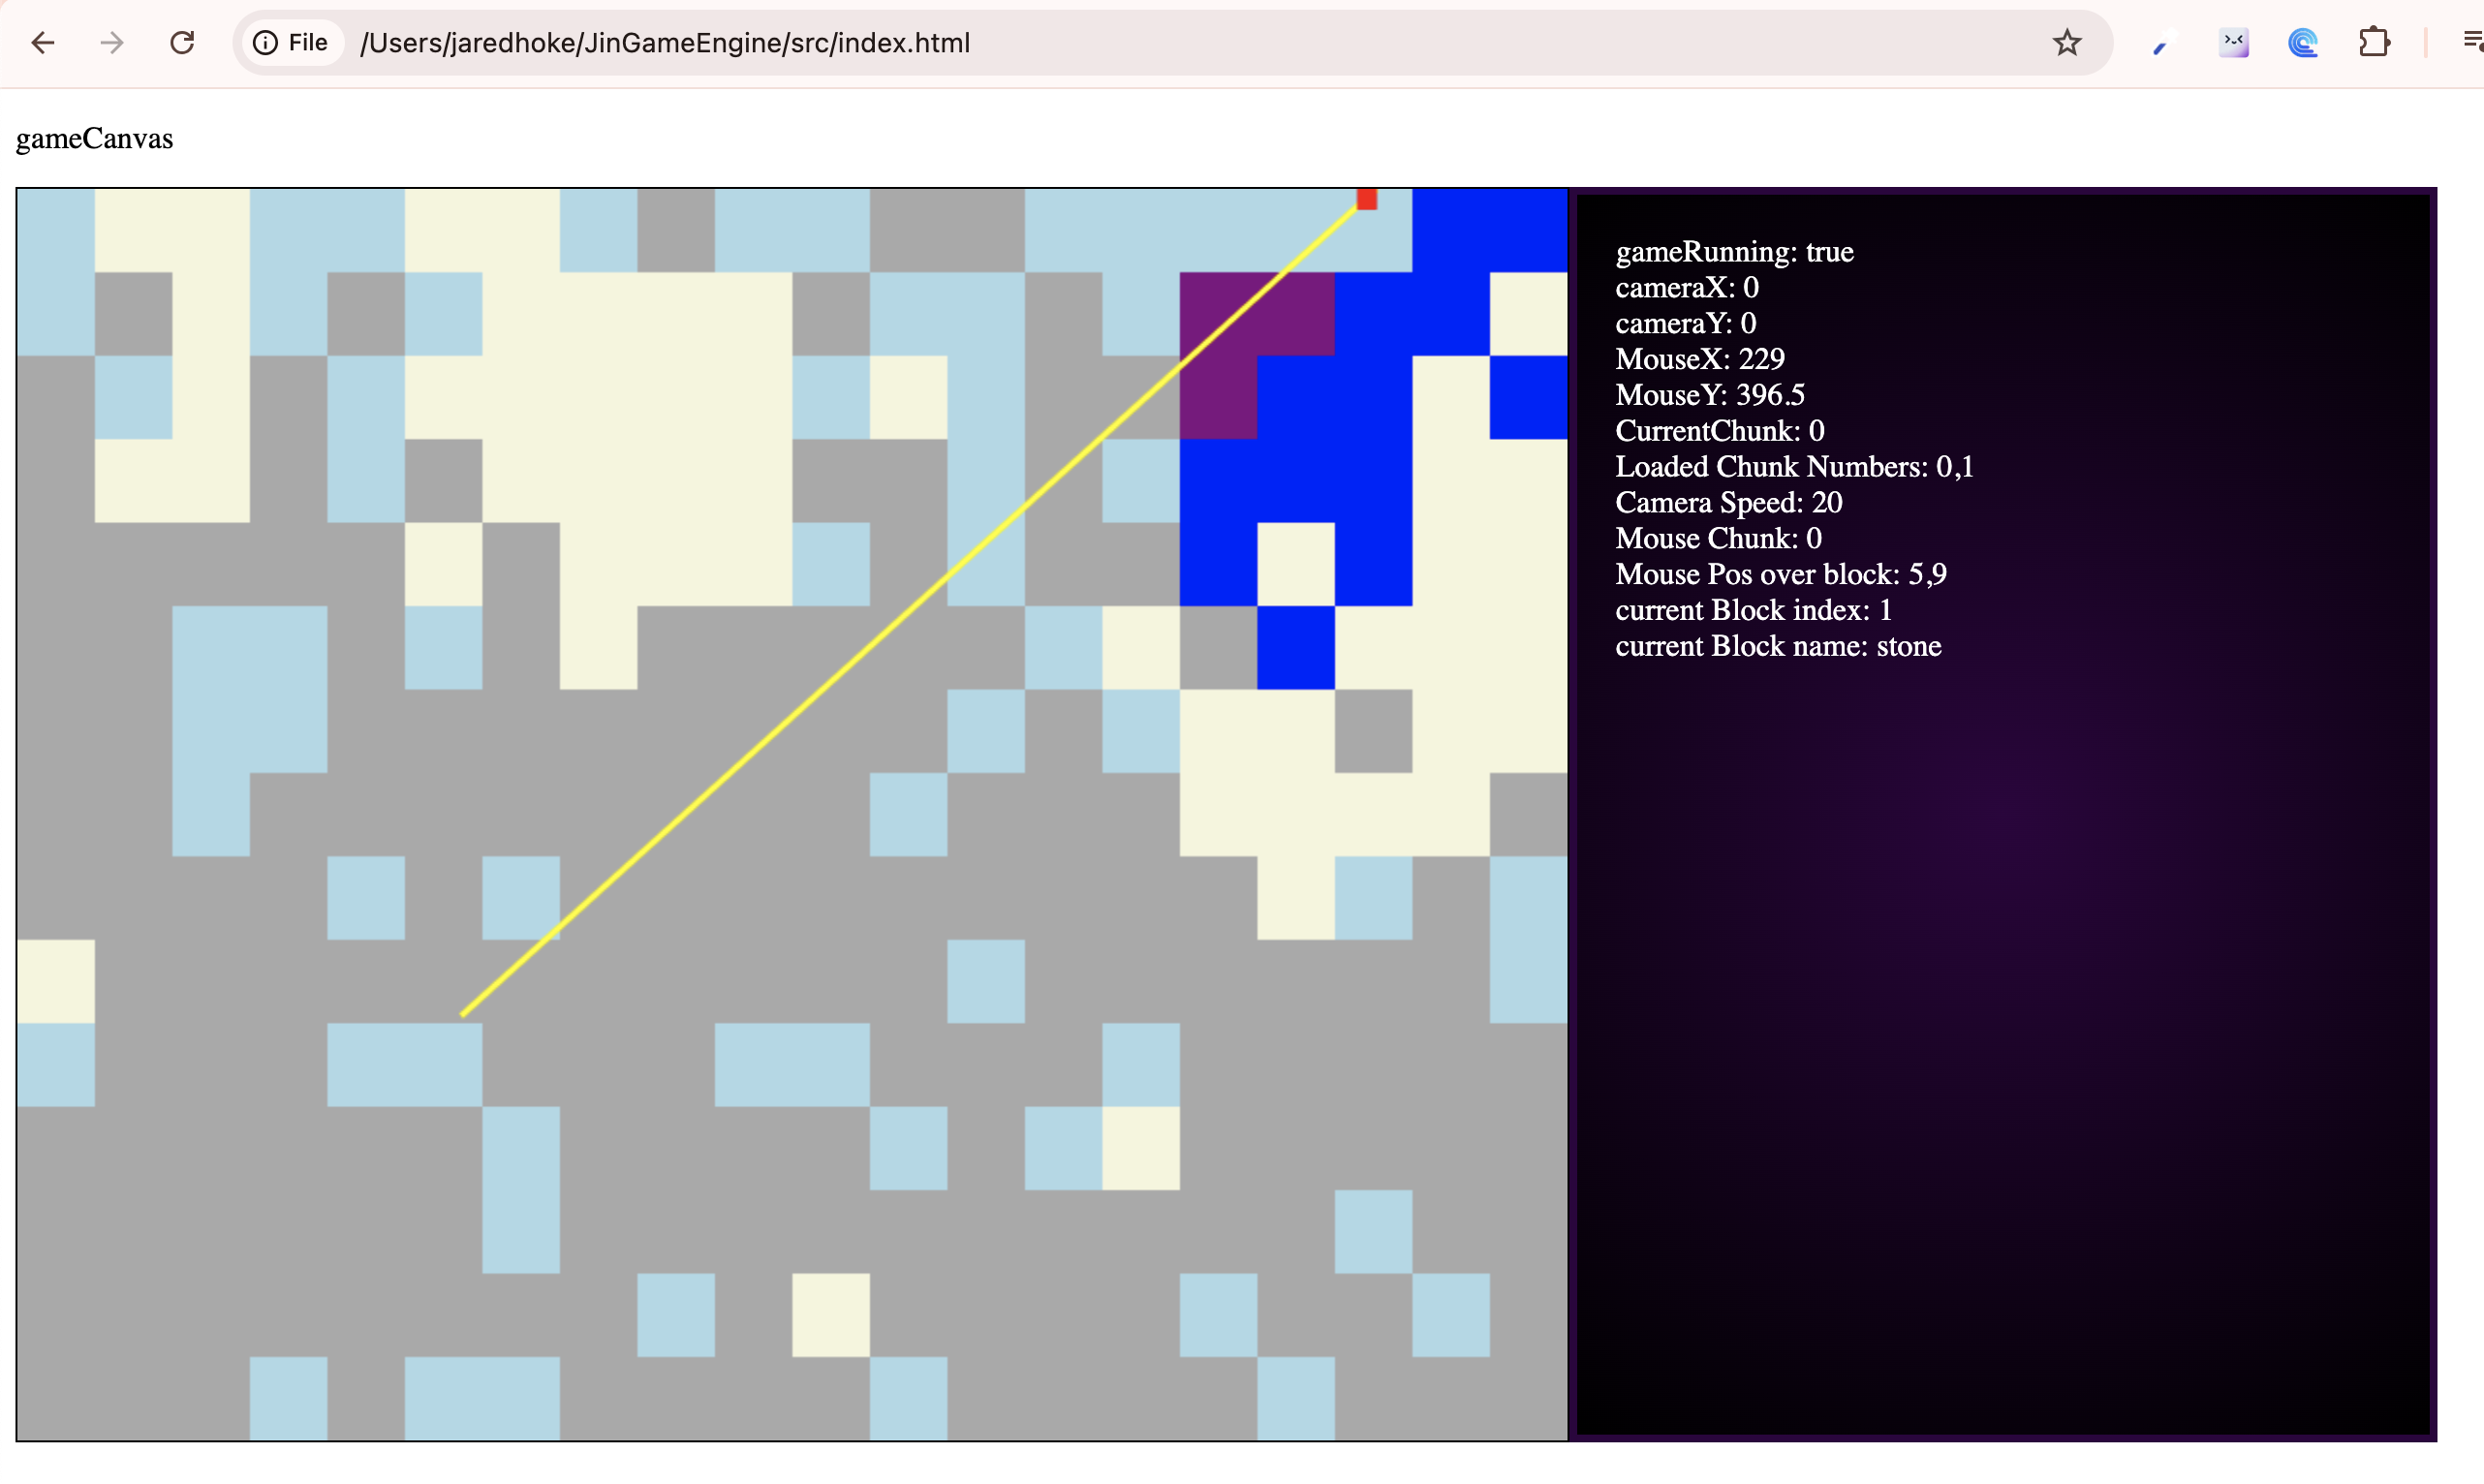 File /Users/jaredhoke/JinGameEngine/src/index.html
gameCanvas
gameRunning: true
cameraX: 0
cameraY: 0
MouseX: 229
MouseY: 396.5
CurrentChunk: 0
Loaded Chunk Numbers: 0,1
Camera Speed: 20
Mouse Chunk: 0
Mouse Pos over block: 5,9
current Block index: 1
current Block name: stone